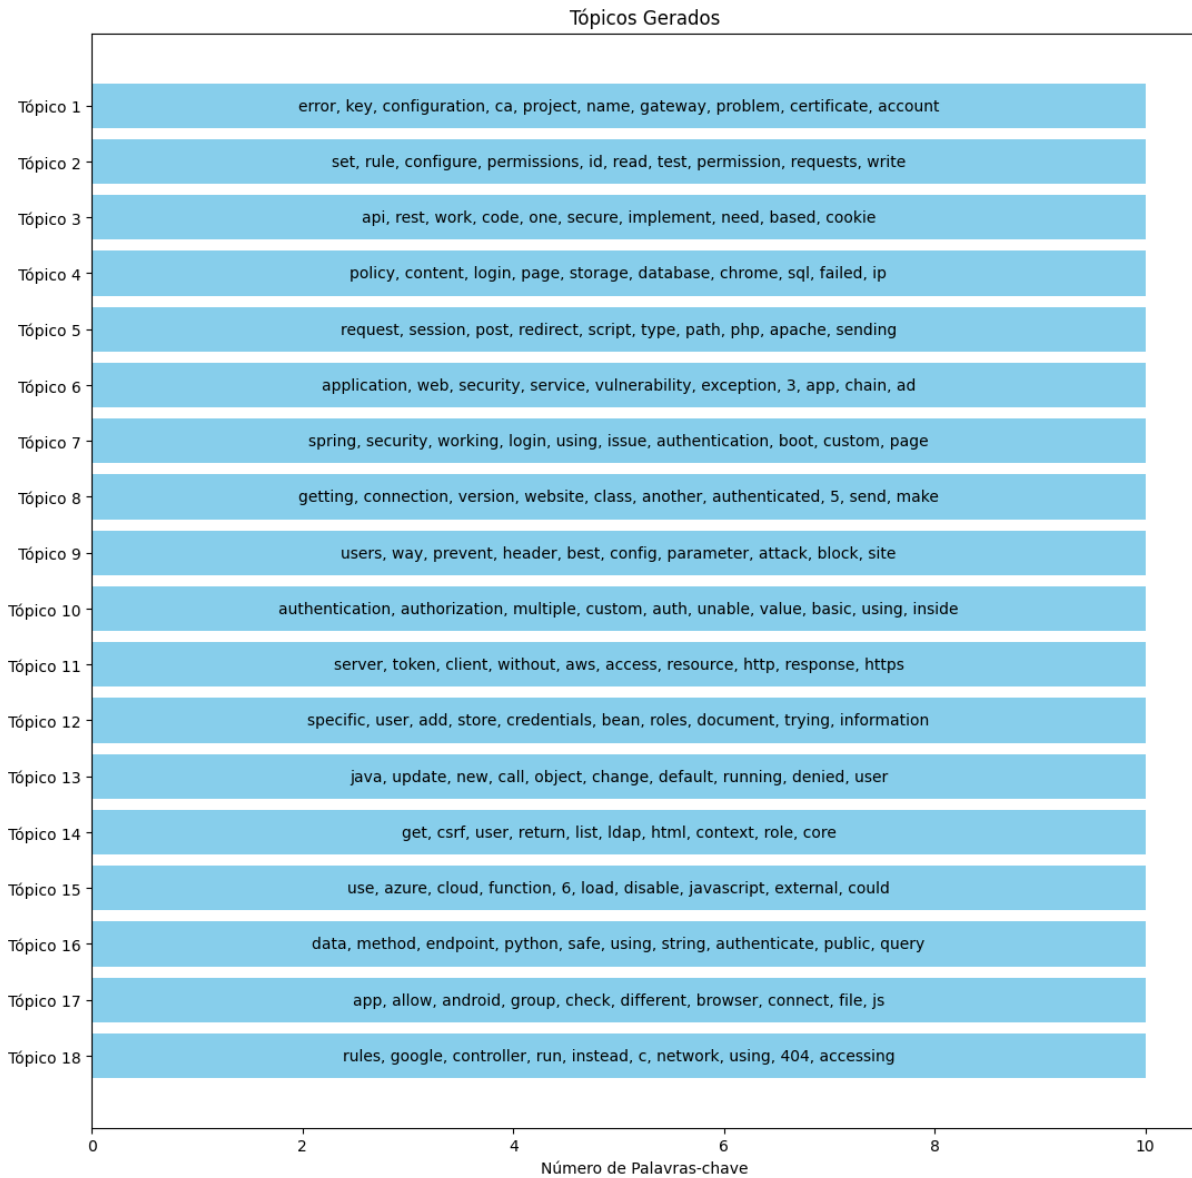 Tópicos Gerados
Tópico 1 error, key, configuration, ca, project, name, gateway, problem, certificate, account
Tópico 2 set, rule, configure, permissions, id, read, test, permission, requests, write
Tópico 3 api, rest, work, code, one, secure, implement, need, based, cookie
Tópico 4 policy, content, login, page, storage, database, chrome, sql, failed, ip
Tópico 5 request, session, post, redirect, script, type, path, php, apache, sending
Tópico 6 application, web, security, service, vulnerability, exception, 3, app, chain, ad
Tópico 7 spring, security, working, login, using, issue, authentication, boot, custom, page
Tópico 8 getting, connection, version, website, class, another, authenticated, 5, send, make
Tópico 9 users, way, prevent, header, best, config, parameter, attack, block, site
Tópico 10 authentication, authorization, multiple, custom, auth, unable, value, basic, using, inside
Tópico 11 server, token, client, without, aws, access, resource, http, response, https
Tópico 12 specific, user, add, store, credentials, bean, roles, document, trying, information
Tópico 13 java, update, new, call, object, change, default, running, denied, user
Tópico 14 get, csrf, user, return, list, ldap, html, context, role, core
Tópico 15 use, azure, cloud, function, 6, load, disable, javascript, external, could
Tópico 16 data, method, endpoint, python, safe, using, string, authenticate, public, query
Tópico 17 app, allow, android, group, check, different, browser, connect, file, js
Tópico 18 rules, google, controller, run, instead, c, network, using, 404, accessing
0 2 4 6 8 10
Número de Palavras-chave